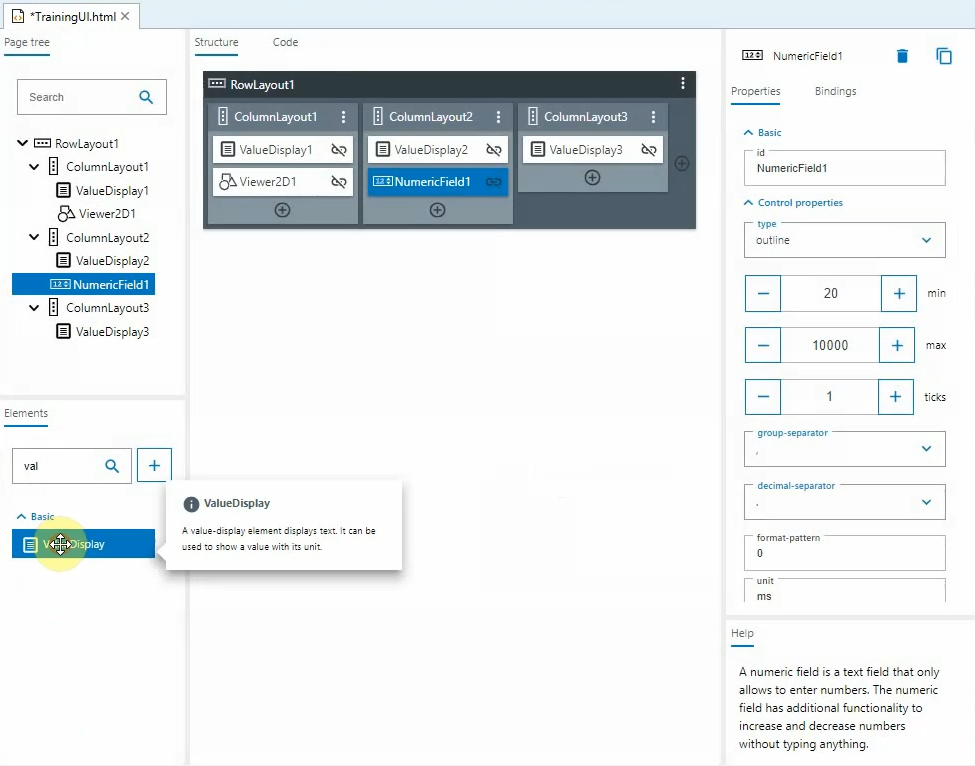 *TrainingUI.html
Page tree
Search
RowLayout1
ColumnLayout1
ValueDisplay1
Viewer2D1
ColumnLayout2
ValueDisplay2
NumericField1
ColumnLayout3
ValueDisplay3
Elements
val
Basic
Display
ValueDisplay
A value-display element displays text. It can be
used to show a value with its unit.
Structure
Code
RowLayout1
ColumnLayout1
ColumnLayout2
ColumnLayout3
ValueDisplay1
ValueDisplay2
ValueDisplay3
Viewer2D1
NumericField1
NumericField1
Properties
Bindings
Basic
id
NumericField1
Control properties
type
outline
20
min
10000
max
1
ticks
group-separator
,
decimal-separator
.
format-pattern
0
unit
ms
Help
A numeric field is a text field that only
allows to enter numbers. The numeric
field has additional functionality to
increase and decrease numbers
without typing anything.